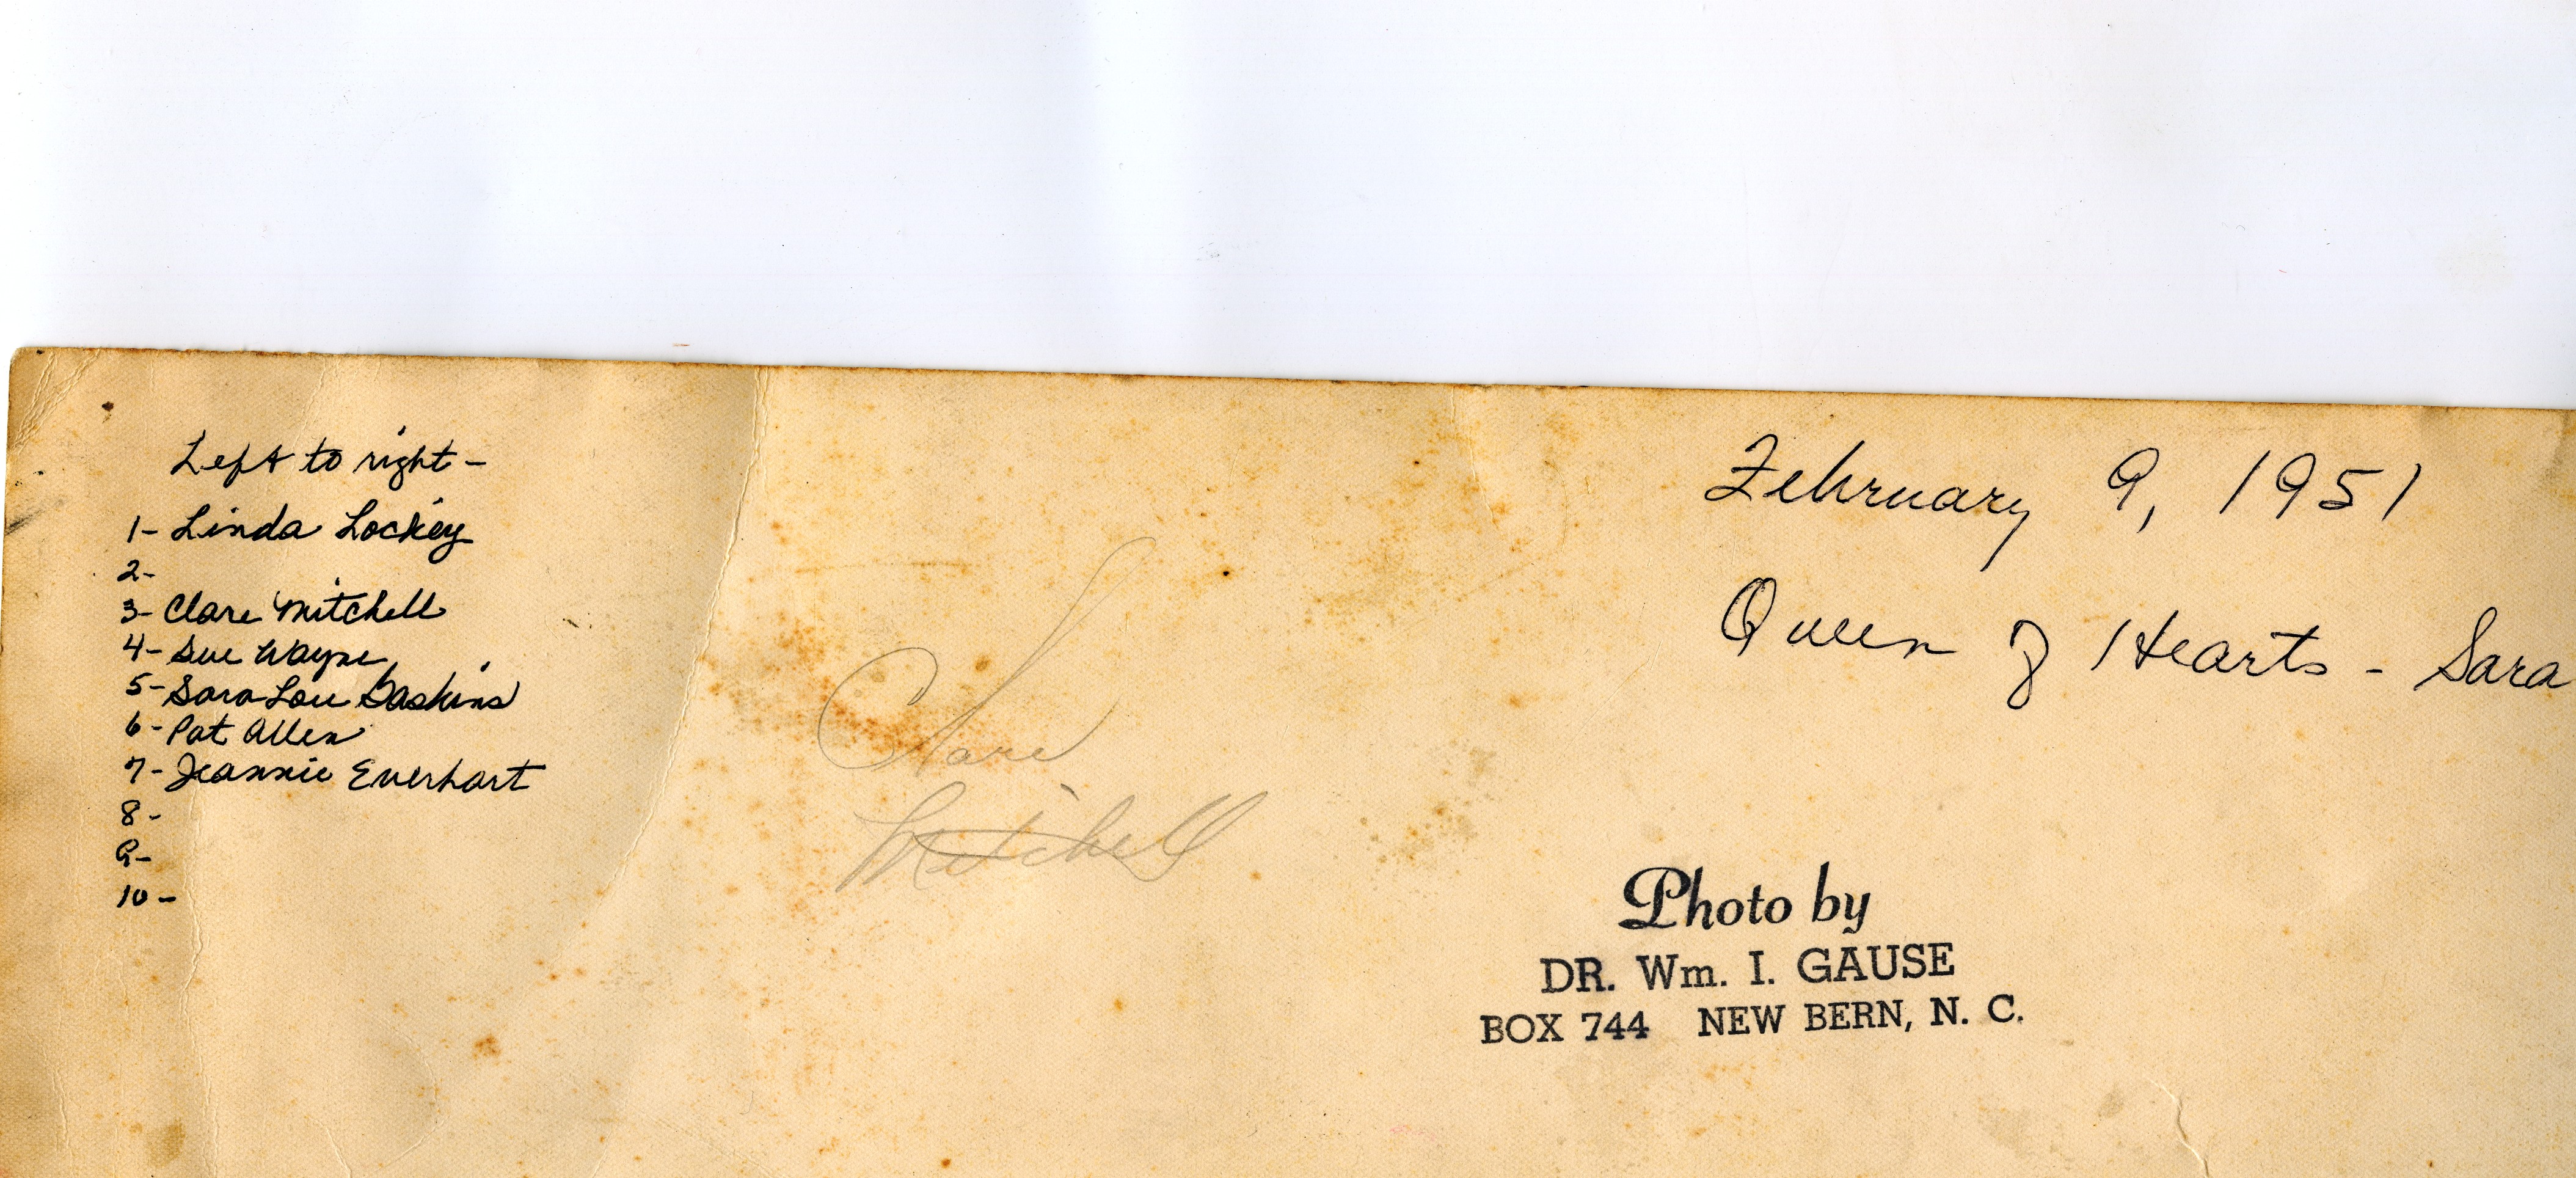 Left to right-
1- Linda Lockey
2-
3- Clare Mitchell
4- Sue Wayne
5- Sara Lou Gaskins
6- Pat Allen
7- Jeannie Everhart
8-
9-
10-
Clare
Mitchell
February 9, 1951
Queen of Hearts - Sara
Photo by
DR. Wm. I. GAUSE
BOX 744 NEW BERN, N. C.